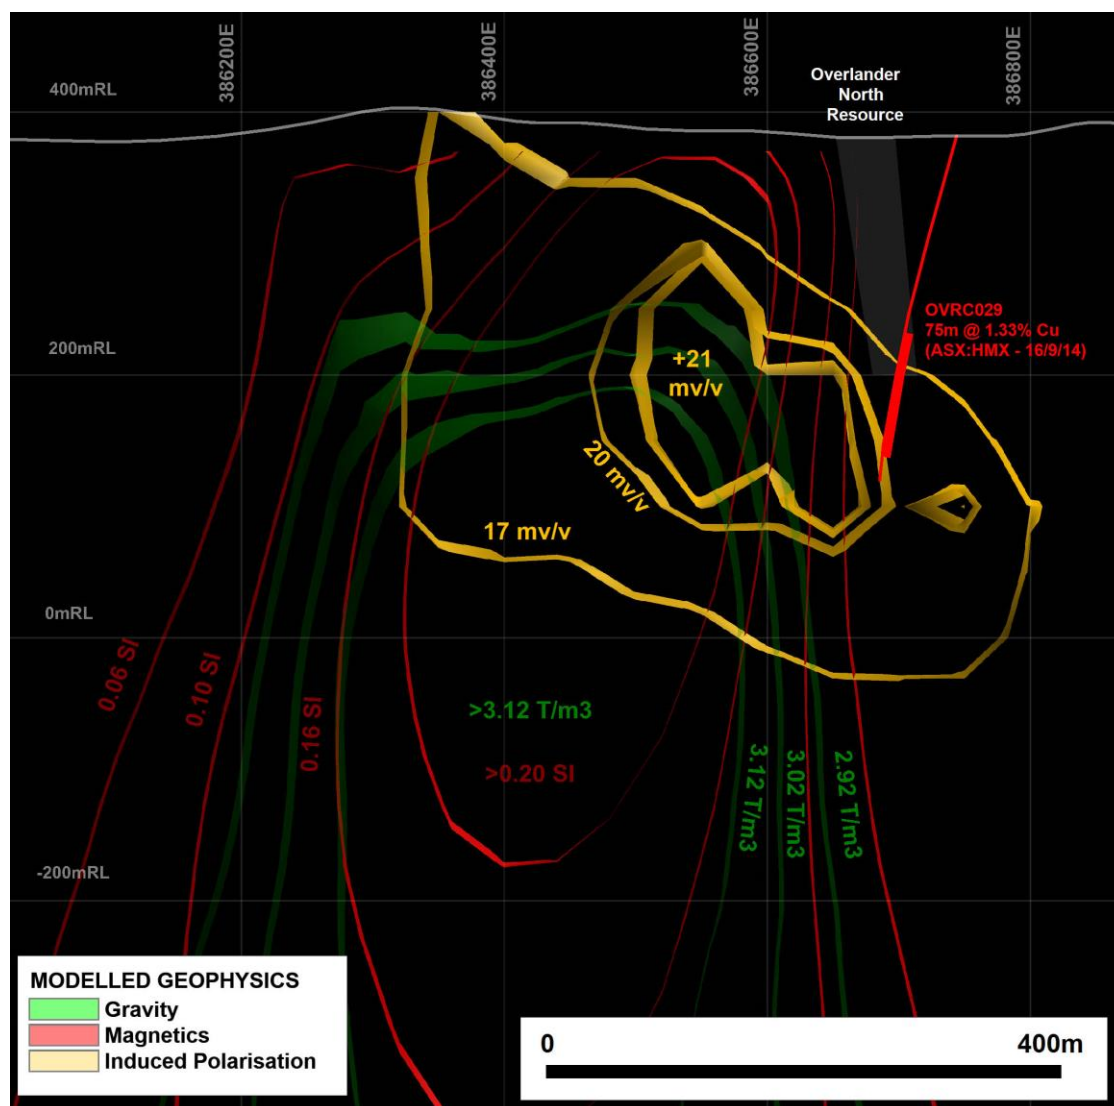 386200E
386400E
386600E
386800E
400mRL
Overlander
North
Resource
OVRC029
75m @ 1.33% Cu
(ASX:HMX - 16/9/14)
200mRL
+21
mv/v
20 mv/v
17 mv/v
0mRL
0.06 SI
0.10 SI
0.16 SI
>3.12 T/m3
>0.20 SI
3.12 T/m3
3.02 T/m3
2.92 T/m3
-200mRL
MODELLED GEOPHYSICS
Gravity
Magnetics
Induced Polarisation
0 400m